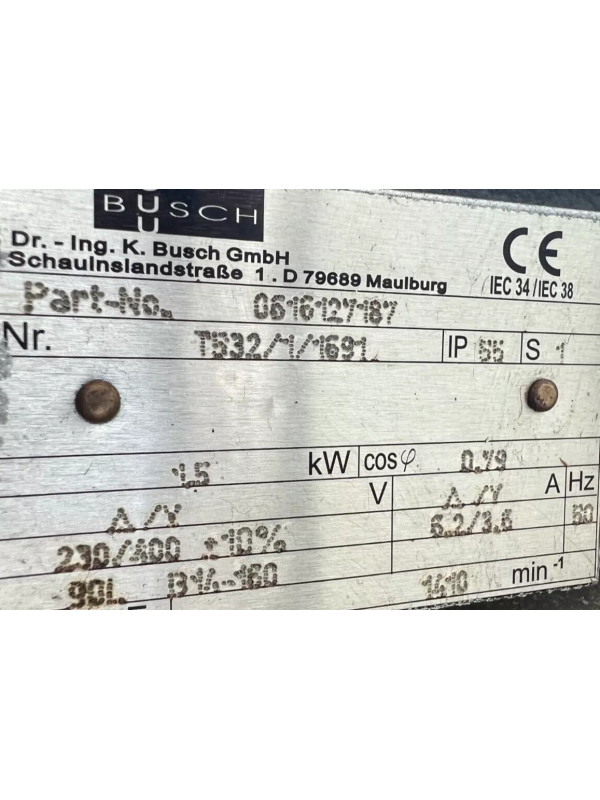 BUSCH
Dr. - Ing. K. Busch GmbH
Schauinslandstraße 1 . D 79689 Maulburg
CE
IEC 34 / IEC 38
Part-No. 0616127187
Nr. T532/1/1691 IP 55 S 1
1.5 kW cosφ 0.79
Δ/Y V Δ/Y A Hz
230/400 ±10% 6.2/3.6 50
90L B14-160 1410 min⁻¹